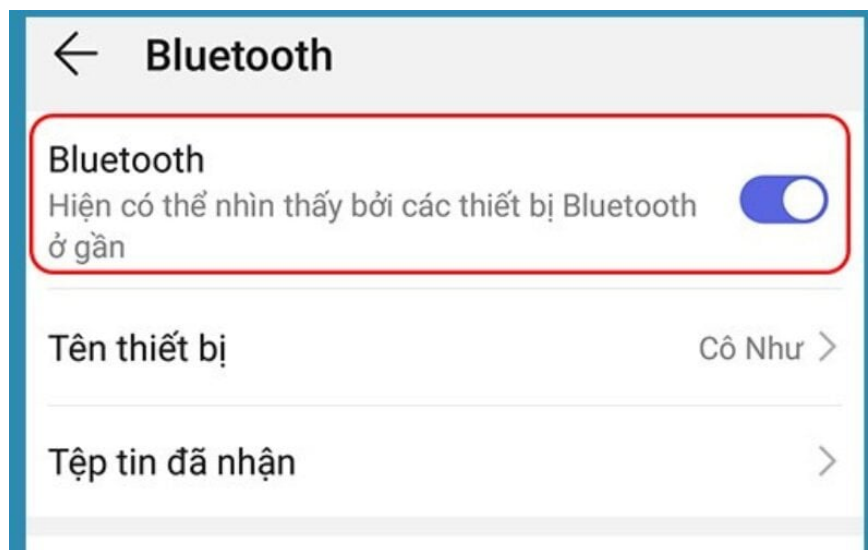 Bluetooth
Bluetooth
Hiện có thể nhìn thấy bởi các thiết bị Bluetooth
ở gần
Tên thiết bị Cô Như
Tệp tin đã nhận